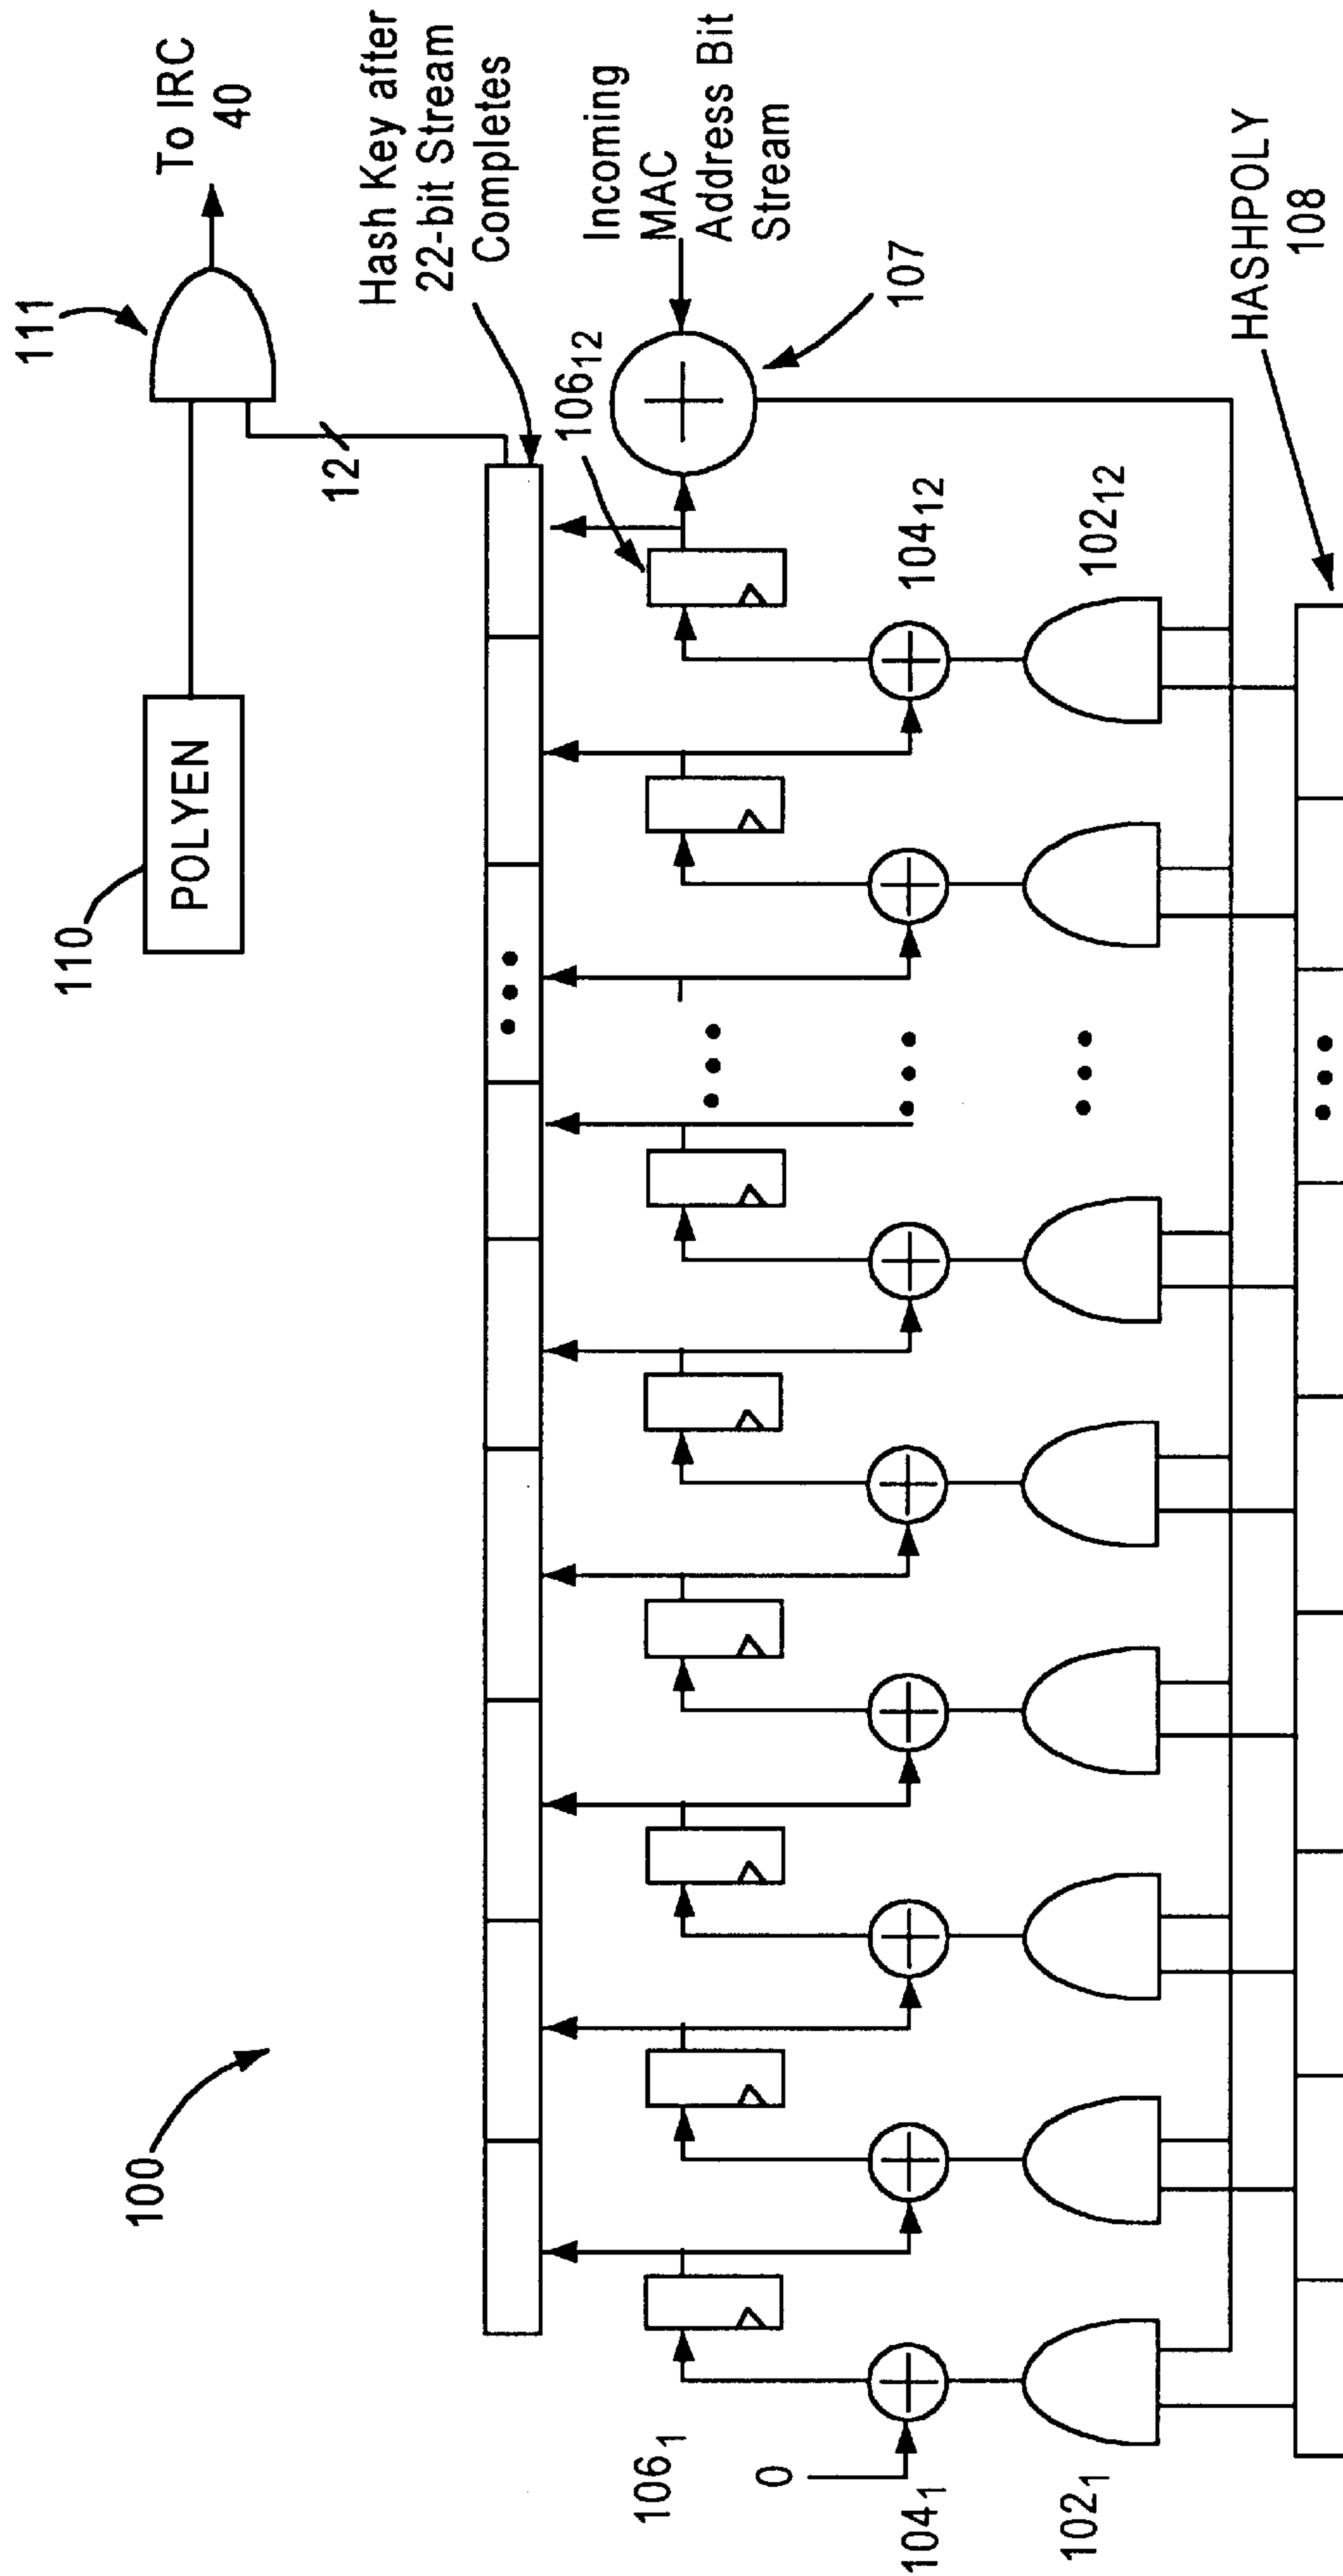 100
110
POLYEN
111
To IRC
40
12
Hash Key after
22-bit Stream
Completes
106₁
106₁₂
Incoming
MAC
Address Bit
Stream
0
107
104₁
104₁₂
102₁
102₁₂
HASHPOLY
108